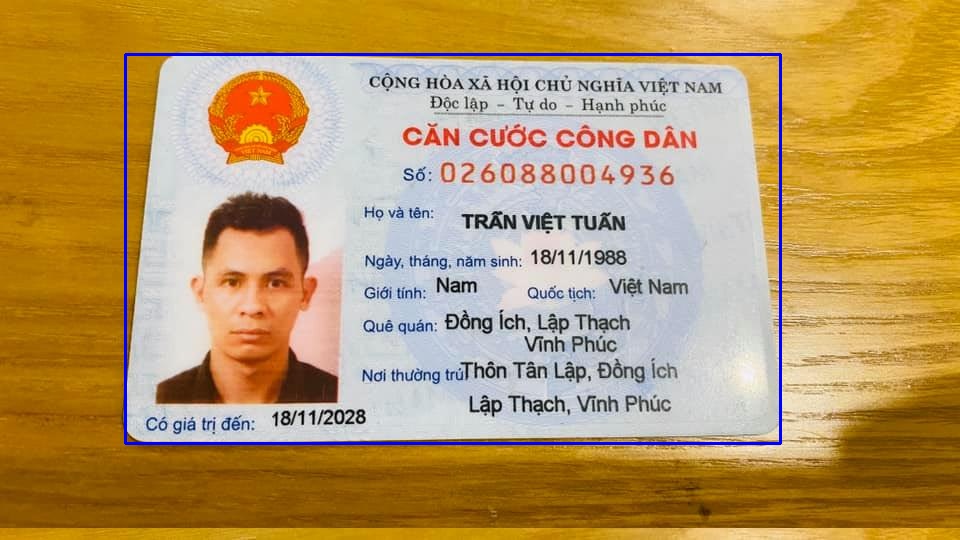 CỘNG HÒA XÃ HỘI CHỦ NGHĨA VIỆT NAM
Độc lập - Tự do - Hạnh phúc
CĂN CƯỚC CÔNG DÂN
Số: 026088004936
Họ và tên: TRẦN VIỆT TUẤN
Ngày, tháng, năm sinh: 18/11/1988
Giới tính: Nam Quốc tịch: Việt Nam
Quê quán: Đồng Ích, Lập Thạch
Vĩnh Phúc
Nơi thường trú: Thôn Tân Lập, Đồng Ích
Lập Thạch, Vĩnh Phúc
Có giá trị đến: 18/11/2028
VIỆT NAM